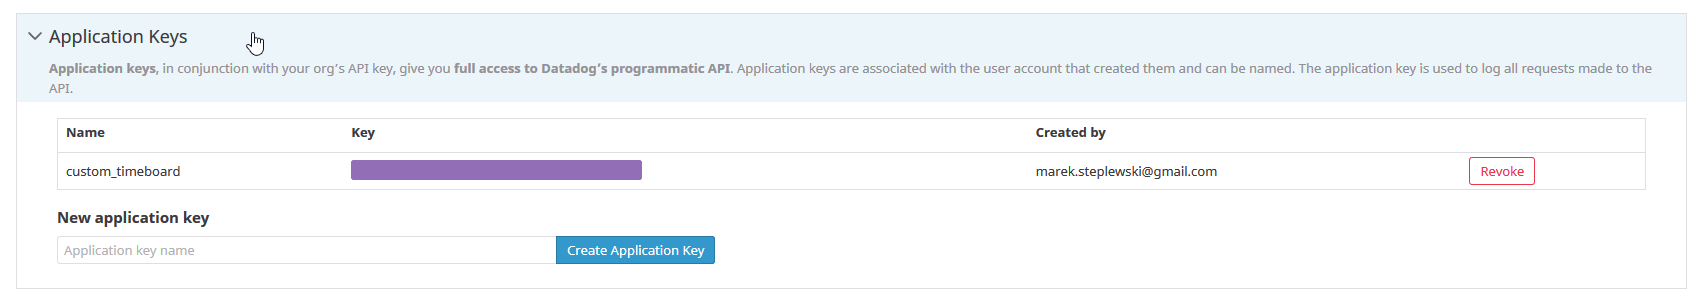 Application Keys
Application keys, in conjunction with your org's API key, give you full access to Datadog's programmatic API. Application keys are associated with the user account that created them and can be named. The application key is used to log all requests made to the
API.
Name Key Created by
custom_timeboard marek.steplewski@gmail.com Revoke
New application key
Application key name Create Application Key